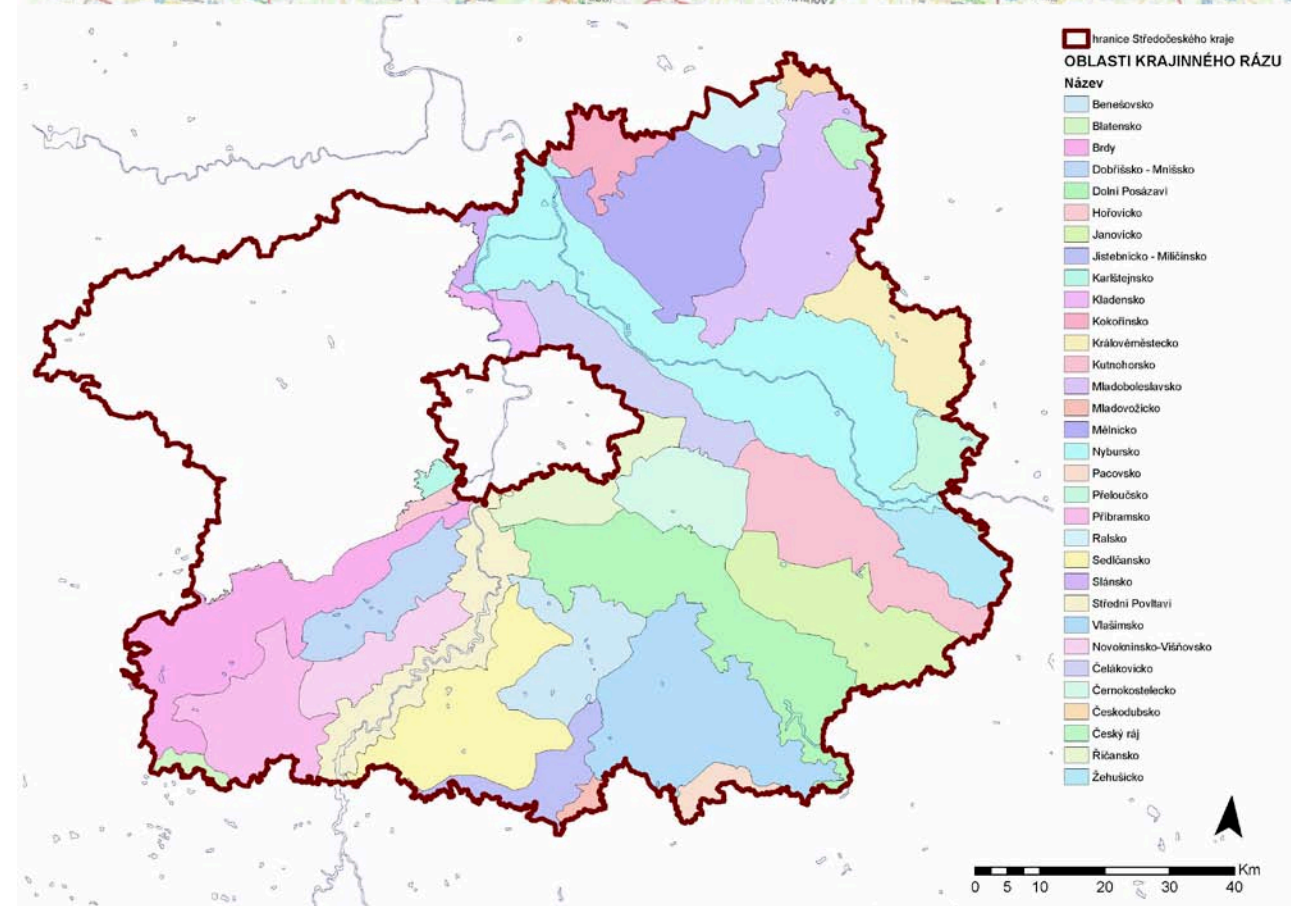 hranice Středočeského kraje
OBLASTI KRAJINNÉHO RÁZU
Název
Benešovsko
Blatensko
Brdy
Dobříšsko - Mníšsko
Dolní Posázaví
Hořovicko
Janovicko
Jistebnicko - Miličínsko
Karlštejnsko
Kladensko
Kokořínsko
Královéměstecko
Kutnohorsko
Mladoboleslavsko
Mladovožicko
Mělnicko
Nybursko
Pacovsko
Přeloučsko
Příbramsko
Ralsko
Sedlčansko
Slánsko
Střední Povltaví
Vlašimsko
Novoknínsko-Višňovsko
Čelákovicko
Černokostelecko
Českodubsko
Český ráj
Říčansko
Žehušicko
Km
0 5 10 20 30 40